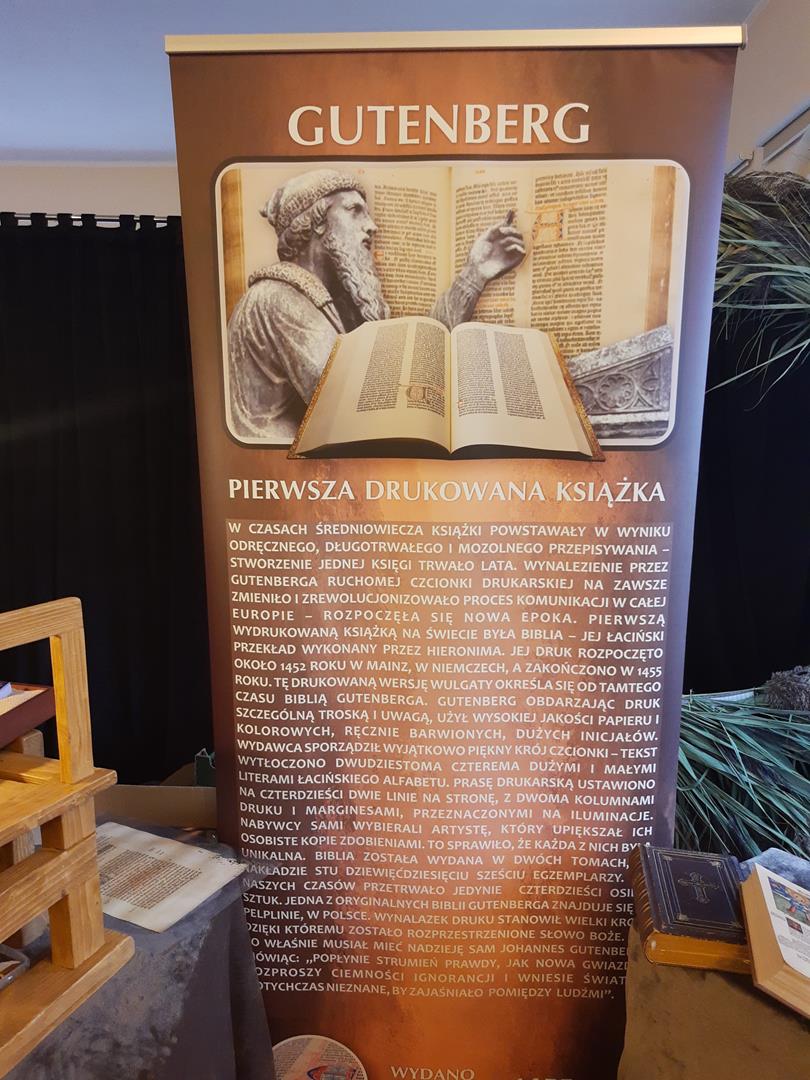 GUTENBERG
PIERWSZA DRUKOWANA KSIĄŻKA
W CZASACH ŚREDNIOWIECZA KSIĄŻKI POWSTAWAŁY W WYNIKU
ODRĘCZNEGO, DŁUGOTRWAŁEGO I MOZOLNEGO PRZEPISYWANIA –
STWORZENIE JEDNEJ KSIĘGI TRWAŁO LATA. WYNALEZIENIE PRZEZ
GUTENBERGA RUCHOMEJ CZCIONKI DRUKARSKIEJ NA ZAWSZE
ZMIENIŁO I ZREWOLUCJONIZOWAŁO PROCES KOMUNIKACJI W CAŁEJ
EUROPIE – ROZPOCZĘŁA SIĘ NOWA EPOKA. PIERWSZĄ
WYDRUKOWANĄ KSIĄŻKĄ NA ŚWIECIE BYŁA BIBLIA – JEJ ŁACIŃSKI
PRZEKŁAD WYKONANY PRZEZ HIERONIMA. JEJ DRUK ROZPOCZĘTO
OKOŁO 1452 ROKU W MAINZ, W NIEMCZECH, A ZAKOŃCZONO W 1455
ROKU. TĘ DRUKOWANĄ WERSJĘ WULGATY OKREŚLA SIĘ OD TAMTEGO
CZASU BIBLIĄ GUTENBERGA. GUTENBERG OBDARZAJĄC DRUK
SZCZEGÓLNĄ TROSKĄ I UWAGĄ, UŻYŁ WYSOKIEJ JAKOŚCI PAPIERU I
KOLOROWYCH, RĘCZNIE BARWIONYCH, DUŻYCH INICJAŁÓW.
WYDAWCA SPORZĄDZIŁ WYJĄTKOWO PIĘKNY KRÓJ CZCIONKI – TEKST
WYTŁOCZONO DWUDZIESTOMA CZTEREMA DUŻYMI I MAŁYMI
LITERAMI ŁACIŃSKIEGO ALFABETU. PRASĘ DRUKARSKĄ USTAWIONO
NA CZTERDZIEŚCI DWIE LINIE NA STRONĘ, Z DWOMA KOLUMNAMI
DRUKU I MARGINESAMI, PRZEZNACZONYMI NA ILUMINACJE.
NABYWCY SAMI WYBIERALI ARTYSTĘ, KTÓRY UPIĘKSZAŁ ICH
OSOBISTE KOPIE ZDOBIENIAMI. TO SPRAWIŁO, ŻE KAŻDA Z NICH BY
UNIKALNA. BIBLIA ZOSTAŁA WYDANA W DWÓCH TOMACH,
NAKŁADZIE STU DZIEWIĘĆDZIESIĘCIU SZEŚCIU EGZEMPLARZY.
NASZYCH CZASÓW PRZETRWAŁO JEDYNIE CZTERDZIEŚCI OSI
SZTUK. JEDNA Z ORYGINALNYCH BIBLII GUTENBERGA ZNAJDUJE SIĘ
PELPLINIE, W POLSCE. WYNALAZEK DRUKU STANOWIŁ WIELKI KRO
DZIĘKI KTÓREMU ZOSTAŁO ROZPRZESTRZENIONE SŁOWO BOŻE.
O WŁAŚNIE MUSIAŁ MIEĆ NADZIEJĘ SAM JOHANNES GUTENBE
ÓWIĄC: „POPŁYNIE STRUMIEŃ PRAWDY, JAK NOWA GWIAZ
OZPROSZY CIEMNOŚCI IGNORANCJI I WNIESIE ŚWIAT
OTYCHCZAS NIEZNANE, BY ZAJAŚNIAŁO POMIĘDZY LUDŹMI”.
WYDANO